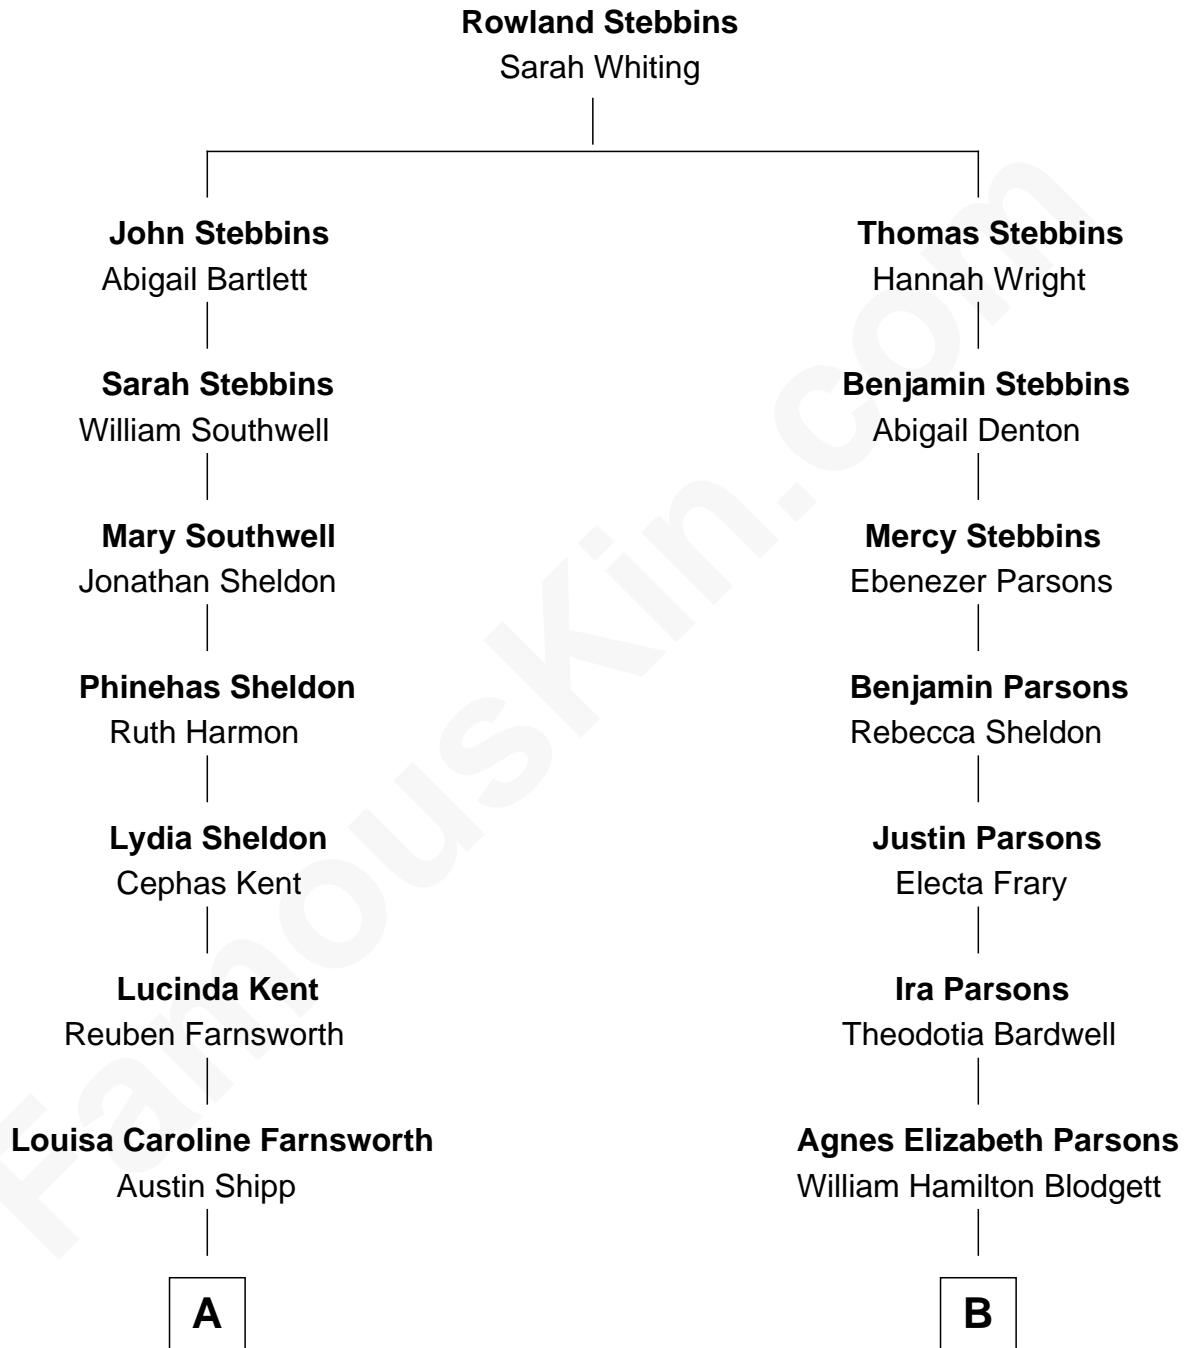 Rowland Stebbins
Sarah Whiting
John Stebbins
Abigail Bartlett
Thomas Stebbins
Hannah Wright
Sarah Stebbins
William Southwell
Benjamin Stebbins
Abigail Denton
Mary Southwell
Jonathan Sheldon
Mercy Stebbins
Ebenezer Parsons
Phinehas Sheldon
Ruth Harmon
Benjamin Parsons
Rebecca Sheldon
Lydia Sheldon
Cephas Kent
Justin Parsons
Electa Frary
Lucinda Kent
Reuben Farnsworth
Ira Parsons
Theodotia Bardwell
Louisa Caroline Farnsworth
Austin Shipp
Agnes Elizabeth Parsons
William Hamilton Blodgett
A
B
FamousKin.com